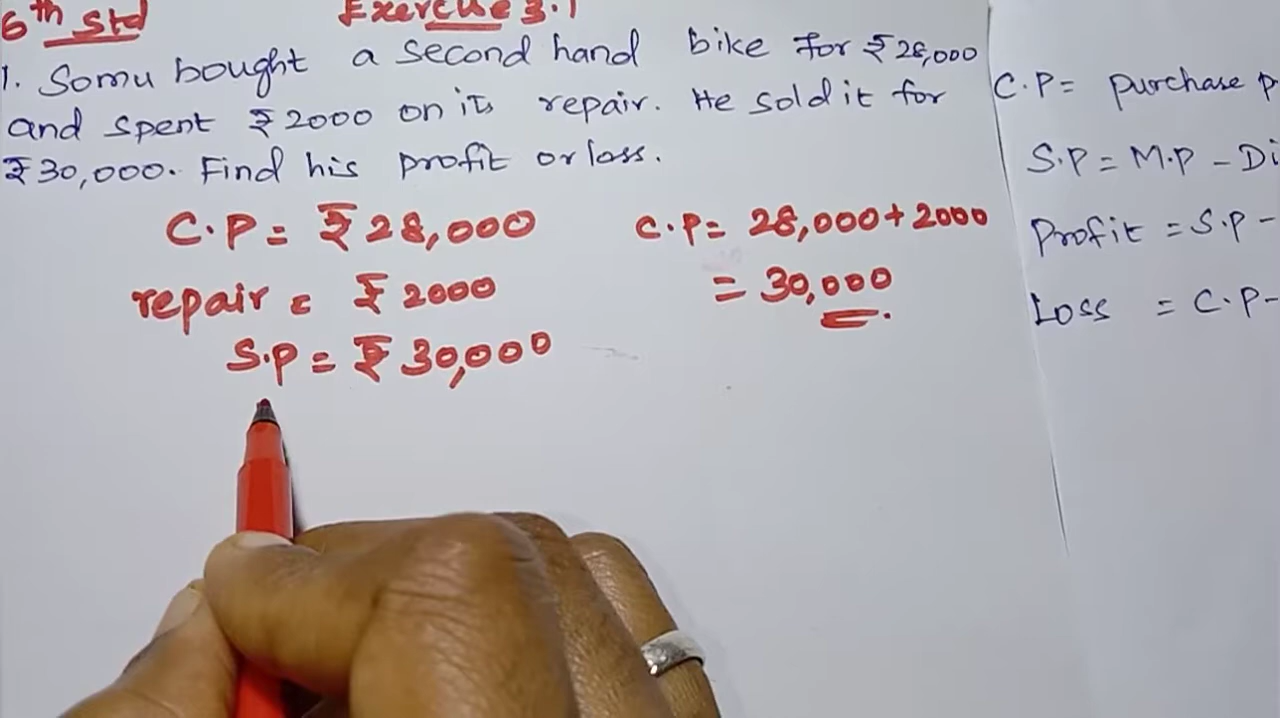 6th Std Exercise 3.1
1. Somu bought a second hand bike for ₹28,000
and spent ₹2000 on its repair. He sold it for
₹30,000. Find his profit or loss.
C.P = ₹28,000
repair = ₹2000
S.P = ₹30,000
C.P = 28,000+2000
= 30,000
C.P = purchase p
S.P = M.P - Di
Profit = S.P -
Loss = C.P -